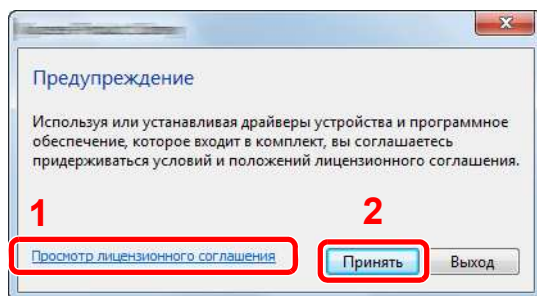 Предупреждение
Используя или устанавливая драйверы устройства и программное
обеспечение, которое входит в комплект, вы соглашаетесь
придерживаться условий и положений лицензионного соглашения.
1
2
Просмотр лицензионного соглашения
Принять
Выход